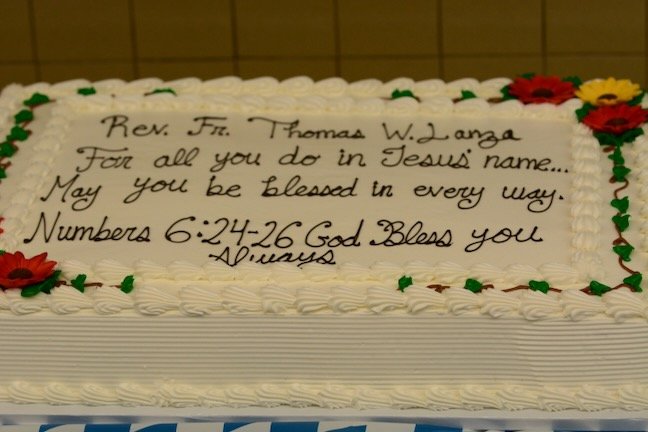 Rev. Fr. Thomas W. Lanza
For all you do in Jesus' name...
May you be blessed in every way.
Numbers 6:24-26 God Bless you
always